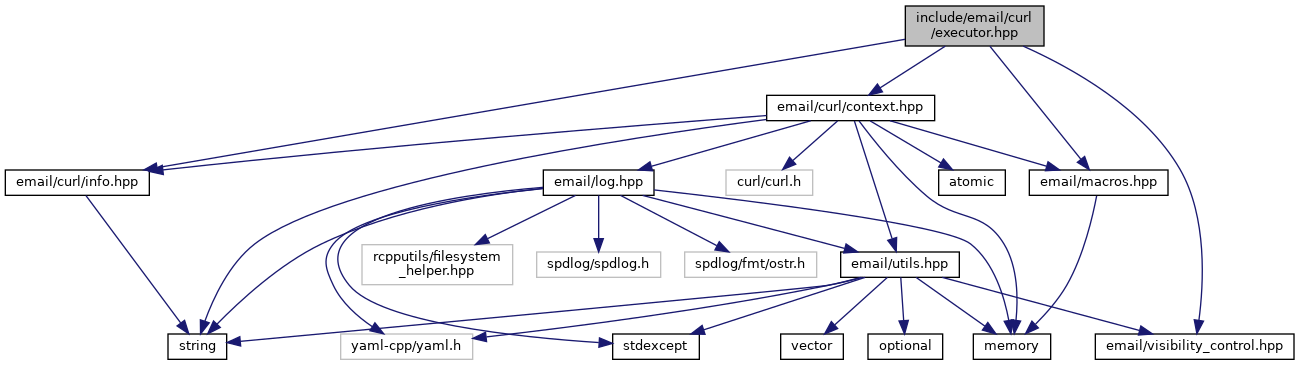 include/email/curl
/executor.hpp
email/curl/context.hpp
email/curl/info.hpp
email/log.hpp
curl/curl.h
atomic
email/macros.hpp
rcpputils/filesystem
_helper.hpp
spdlog/spdlog.h
spdlog/fmt/ostr.h
email/utils.hpp
string
yaml-cpp/yaml.h
stdexcept
vector
optional
memory
email/visibility_control.hpp